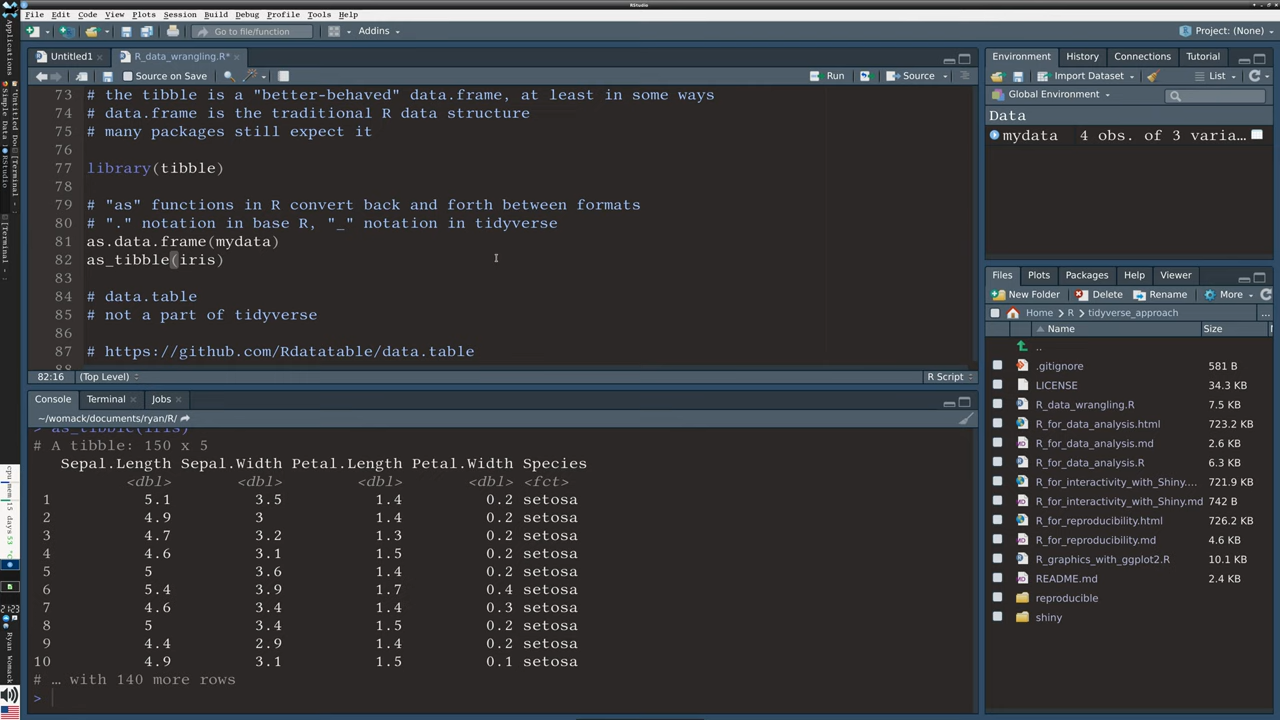 RStudio
File Edit Code View Plots Session Build Debug Profile Tools Help
Go to file/function
Addins
Project: (None)
Untitled1
R_data_wrangling.R*
Source on Save
Run
Source
73 # the tibble is a "better-behaved" data.frame, at least in some ways
74 # data.frame is the traditional R data structure
75 # many packages still expect it
76
77 library(tibble)
78
79 # "as" functions in R convert back and forth between formats
80 # "." notation in base R, "_" notation in tidyverse
81 as.data.frame(mydata)
82 as_tibble(iris)
83
84 # data.table
85 # not a part of tidyverse
86
87 # https://github.com/Rdatatable/data.table
88
82:16 (Top Level) R Script
Console Terminal Jobs
~/womack/documents/ryan/R/
> as_tibble(iris)
# A tibble: 150 x 5
Sepal.Length Sepal.Width Petal.Length Petal.Width Species
<dbl> <dbl> <dbl> <dbl> <fct>
1 5.1 3.5 1.4 0.2 setosa
2 4.9 3 1.4 0.2 setosa
3 4.7 3.2 1.3 0.2 setosa
4 4.6 3.1 1.5 0.2 setosa
5 5 3.6 1.4 0.2 setosa
6 5.4 3.9 1.7 0.4 setosa
7 4.6 3.4 1.4 0.3 setosa
8 5 3.4 1.5 0.2 setosa
9 4.4 2.9 1.4 0.2 setosa
10 4.9 3.1 1.5 0.1 setosa
# … with 140 more rows
>
Environment History Connections Tutorial
Import Dataset
List
Global Environment
Data
mydata 4 obs. of 3 varia…
Files Plots Packages Help Viewer
New Folder Delete Rename More
Home R tidyverse_approach
...
Name Size
..
.gitignore 581 B
LICENSE 34.3 KB
R_data_wrangling.R 7.5 KB
R_for_data_analysis.html 723.2 KB
R_for_data_analysis.md 2.6 KB
R_for_data_analysis.R 6.3 KB
R_for_interactivity_with_Shiny.... 721.9 KB
R_for_interactivity_with_Shiny.md 742 B
R_for_reproducibility.html 726.2 KB
R_for_reproducibility.md 4.6 KB
R_graphics_with_ggplot2.R 10.1 KB
README.md 2.4 KB
reproducible
shiny
Applications
RStudio
[Terminal]
21:23
Ryan Womack